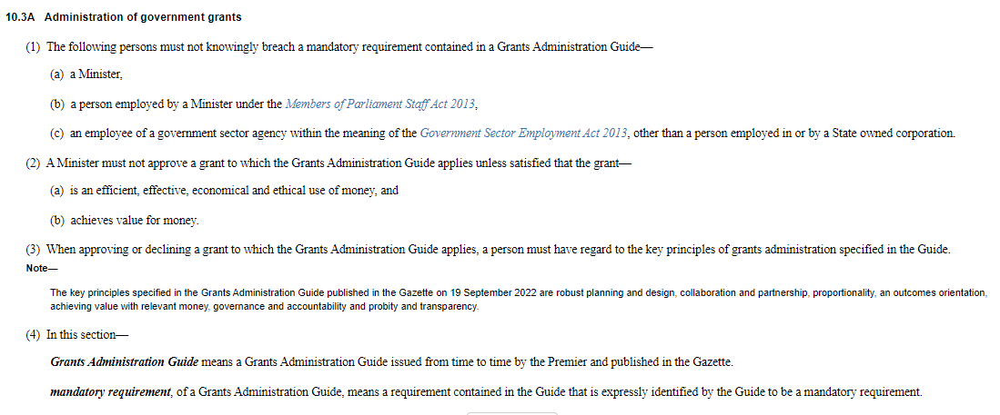 10.3A Administration of government grants
(1) The following persons must not knowingly breach a mandatory requirement contained in a Grants Administration Guide—
(a) a Minister,
(b) a person employed by a Minister under the Members of Parliament Staff Act 2013,
(c) an employee of a government sector agency within the meaning of the Government Sector Employment Act 2013, other than a person employed in or by a State owned corporation.
(2) A Minister must not approve a grant to which the Grants Administration Guide applies unless satisfied that the grant—
(a) is an efficient, effective, economical and ethical use of money, and
(b) achieves value for money.
(3) When approving or declining a grant to which the Grants Administration Guide applies, a person must have regard to the key principles of grants administration specified in the Guide.
Note—
The key principles specified in the Grants Administration Guide published in the Gazette on 19 September 2022 are robust planning and design, collaboration and partnership, proportionality, an outcomes orientation,
achieving value with relevant money, governance and accountability and probity and transparency.
(4) In this section—
Grants Administration Guide means a Grants Administration Guide issued from time to time by the Premier and published in the Gazette.
mandatory requirement, of a Grants Administration Guide, means a requirement contained in the Guide that is expressly identified by the Guide to be a mandatory requirement.